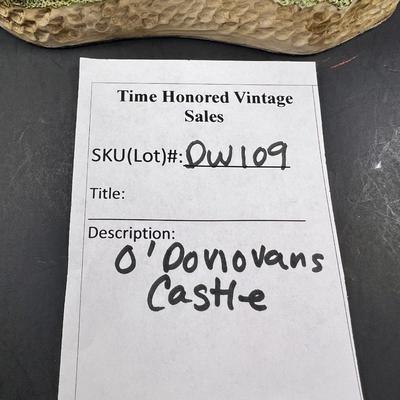 Time Honored Vintage
Sales
SKU(Lot)#: DW109
Title:
Description:
O'Donovans
Castle